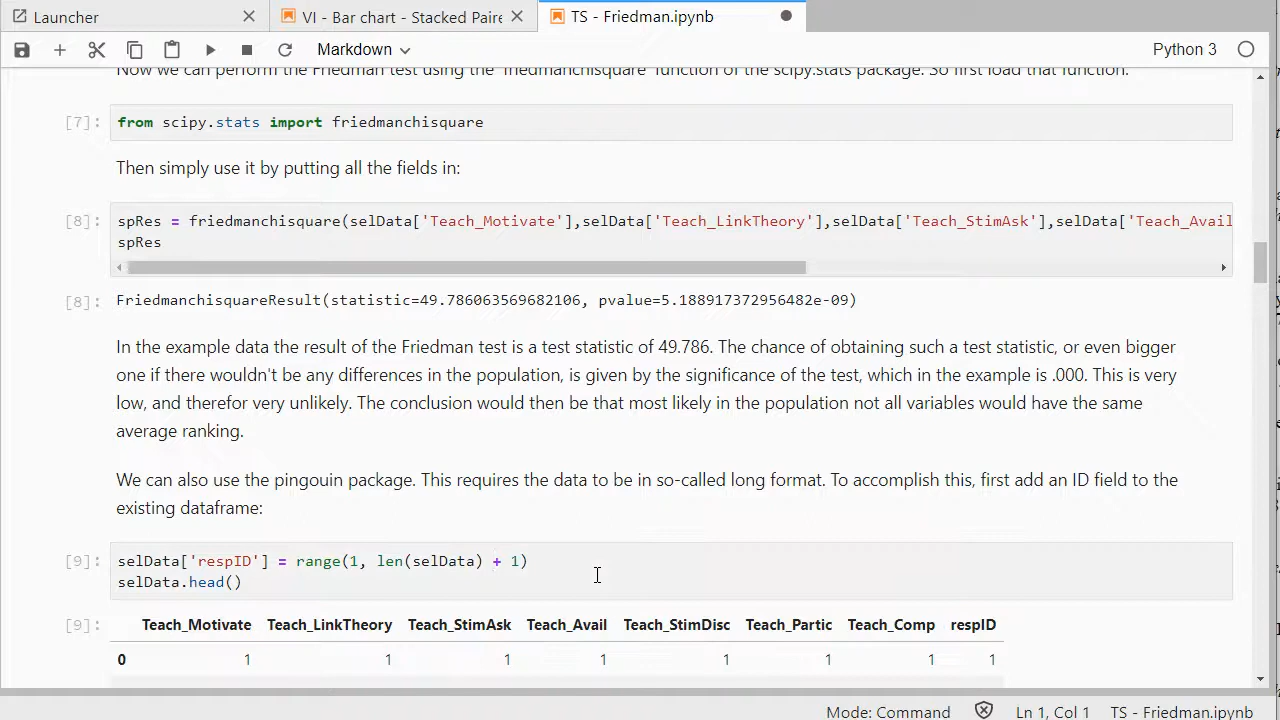 Launcher
VI - Bar chart - Stacked Paire
TS - Friedman.ipynb
Markdown
Python 3
Now we can perform the Friedman test using the 'friedmanchisquare' function of the scipy.stats package. So first load that function.
[7]: from scipy.stats import friedmanchisquare
Then simply use it by putting all the fields in:
[8]: spRes = friedmanchisquare(selData['Teach_Motivate'],selData['Teach_LinkTheory'],selData['Teach_StimAsk'],selData['Teach_Avail
spRes
[8]: FriedmanchisquareResult(statistic=49.786063569682106, pvalue=5.188917372956482e-09)
In the example data the result of the Friedman test is a test statistic of 49.786. The chance of obtaining such a test statistic, or even bigger
one if there wouldn't be any differences in the population, is given by the significance of the test, which in the example is .000. This is very
low, and therefor very unlikely. The conclusion would then be that most likely in the population not all variables would have the same
average ranking.
We can also use the pingouin package. This requires the data to be in so-called long format. To accomplish this, first add an ID field to the
existing dataframe:
[9]: selData['respID'] = range(1, len(selData) + 1)
selData.head()
[9]: Teach_Motivate Teach_LinkTheory Teach_StimAsk Teach_Avail Teach_StimDisc Teach_Partic Teach_Comp respID
0 1 1 1 1 1 1 1 1
Mode: Command Ln 1, Col 1 TS - Friedman.ipynb